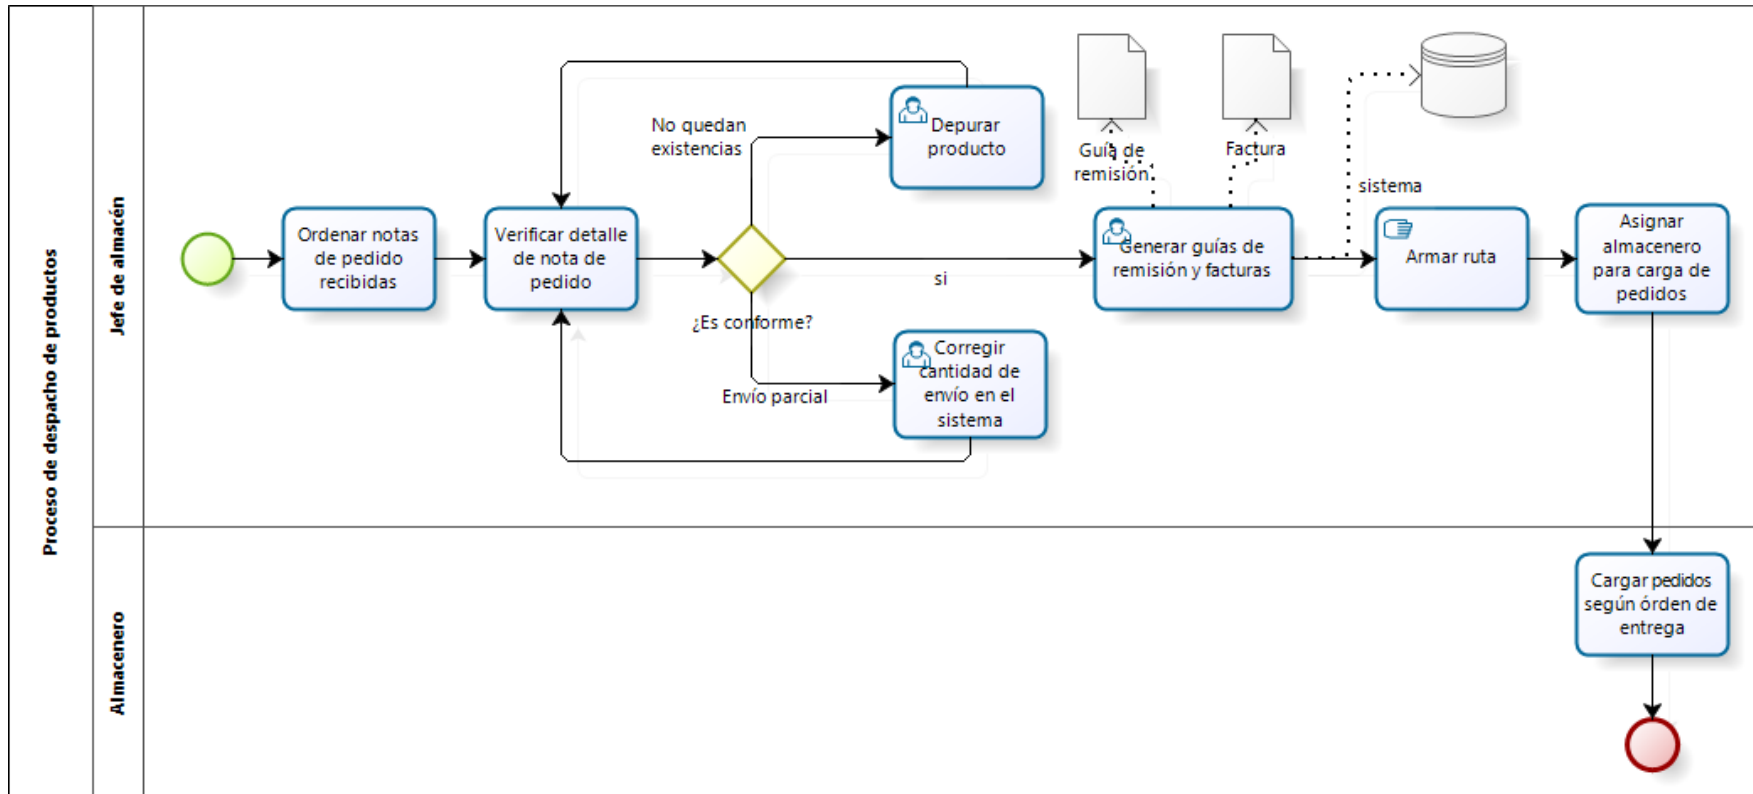 Proceso de despacho de productos
Jefe de almacén
Ordenar notas
de pedido
recibidas
Verificar detalle
de nota de
pedido
¿Es conforme?
No quedan
existencias
Depurar
producto
si
Envío parcial
Corregir
cantidad de
envío en el
sistema
Guía de
remisión
Factura
sistema
Generar guías de
remisión y facturas
Armar ruta
Asignar
almacenero
para carga de
pedidos
Almacenero
Cargar pedidos
según órden de
entrega